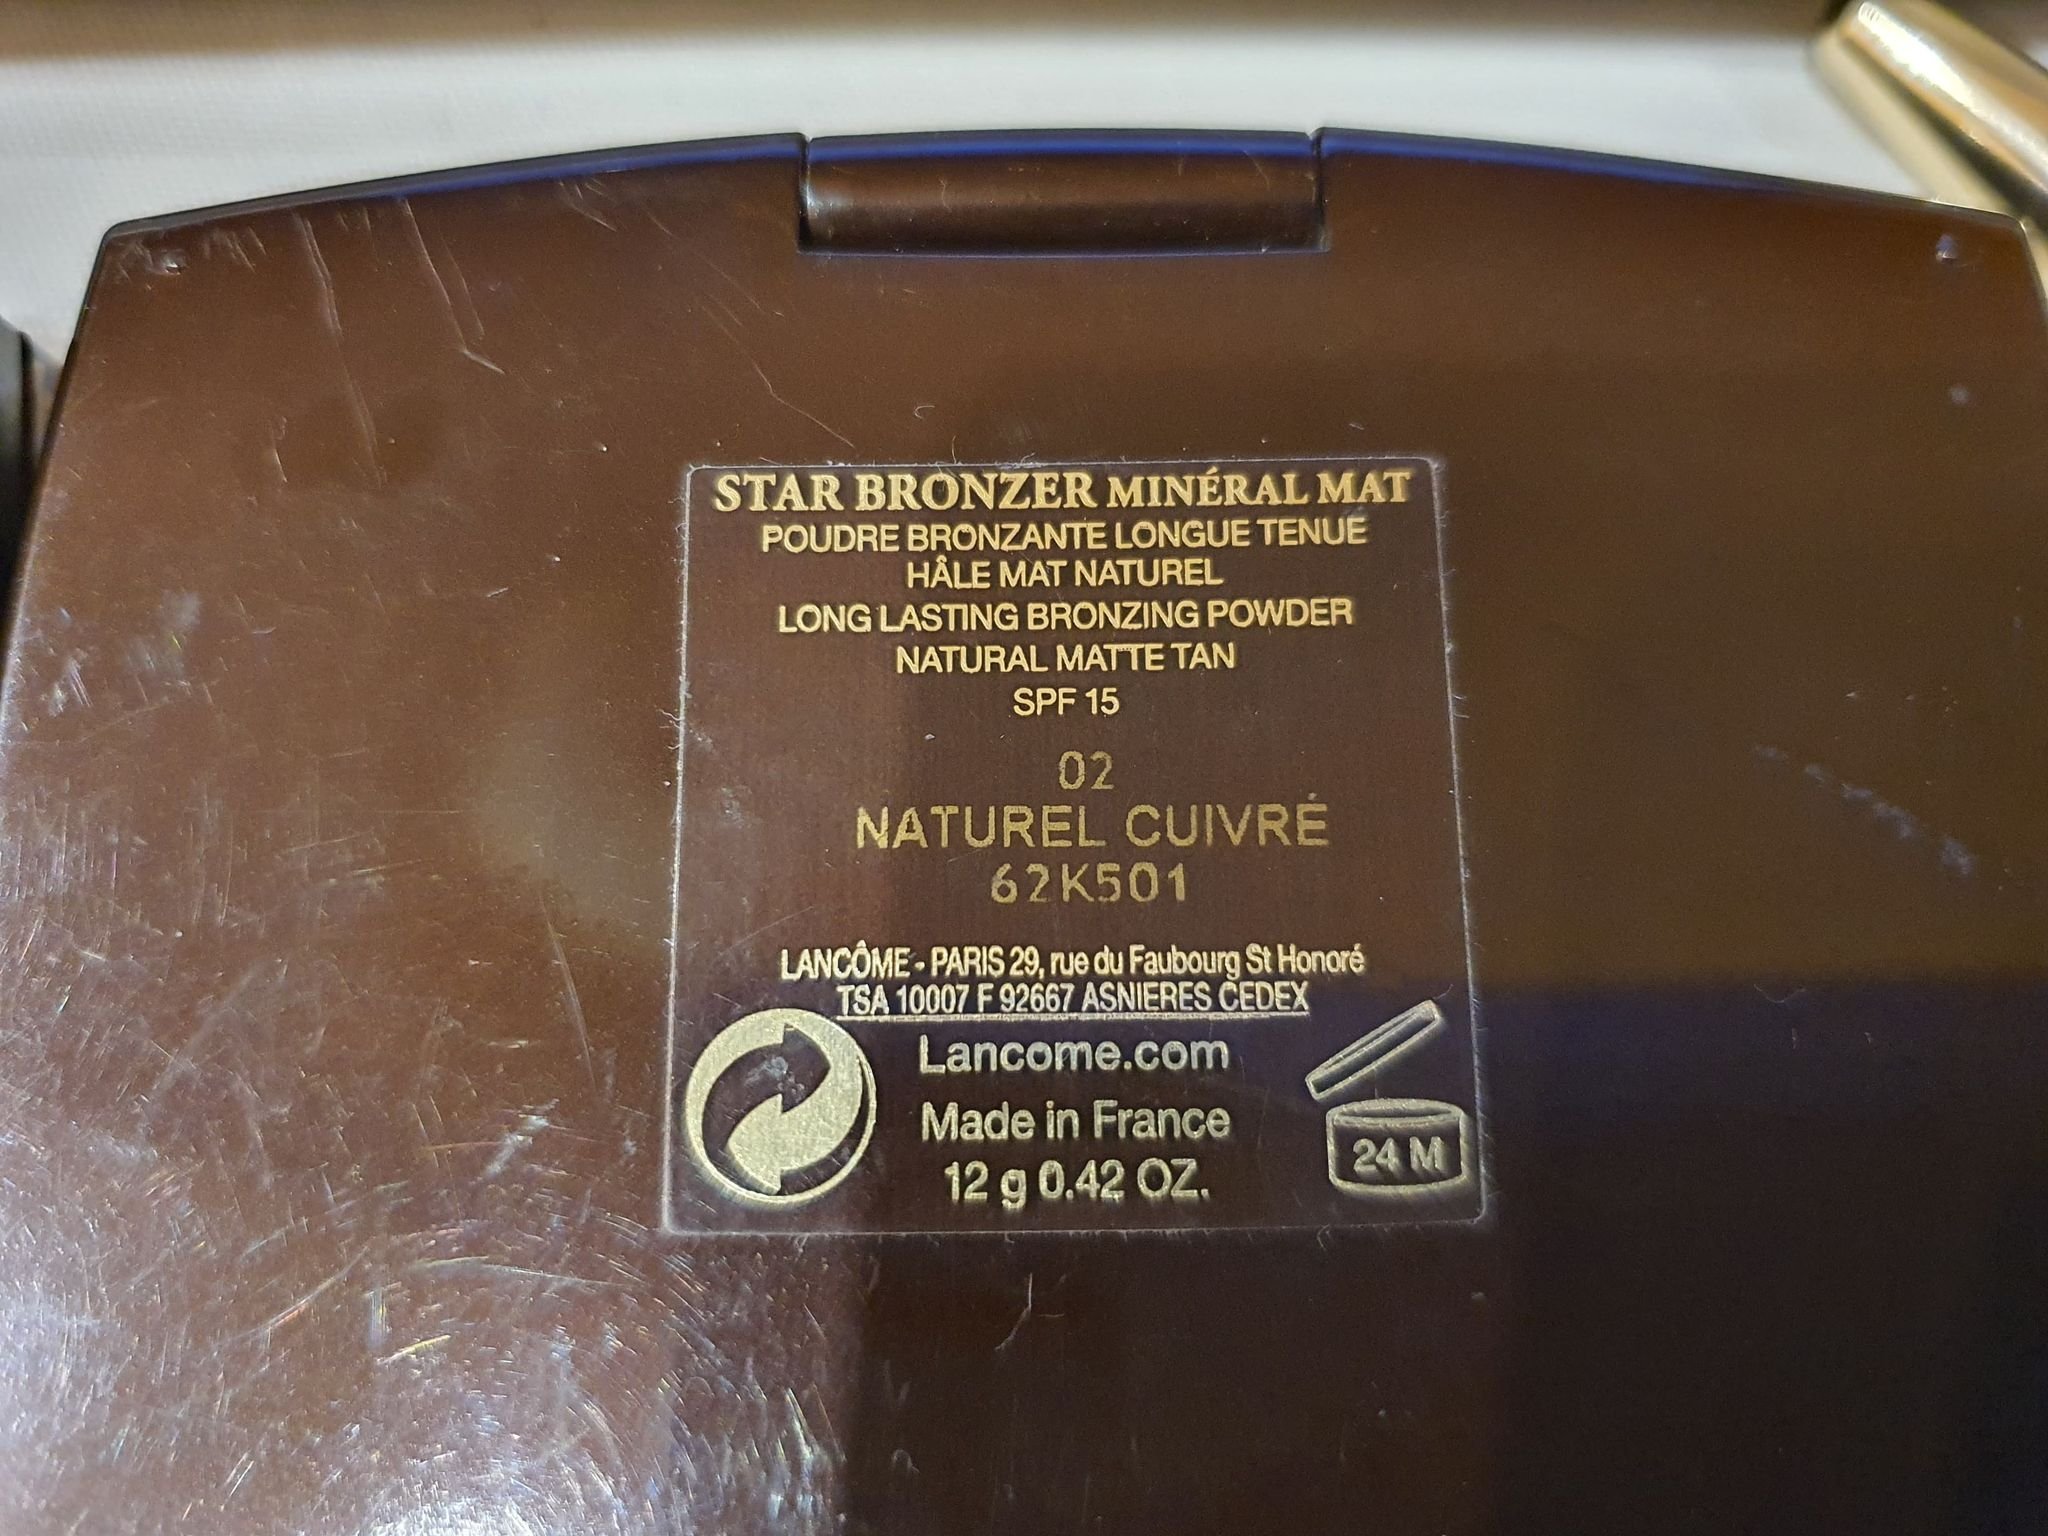 STAR BRONZER MINÉRAL MAT
POUDRE BRONZANTE LONGUE TENUE
HÂLE MAT NATUREL
LONG LASTING BRONZING POWDER
NATURAL MATTE TAN
SPF 15
02
NATUREL CUIVRÉ
62K501
LANCÔME - PARIS 29, rue du Faubourg St Honoré
TSA 10007 F 92667 ASNIERES CEDEX
Lancome.com
Made in France
12 g 0.42 OZ.
24 M